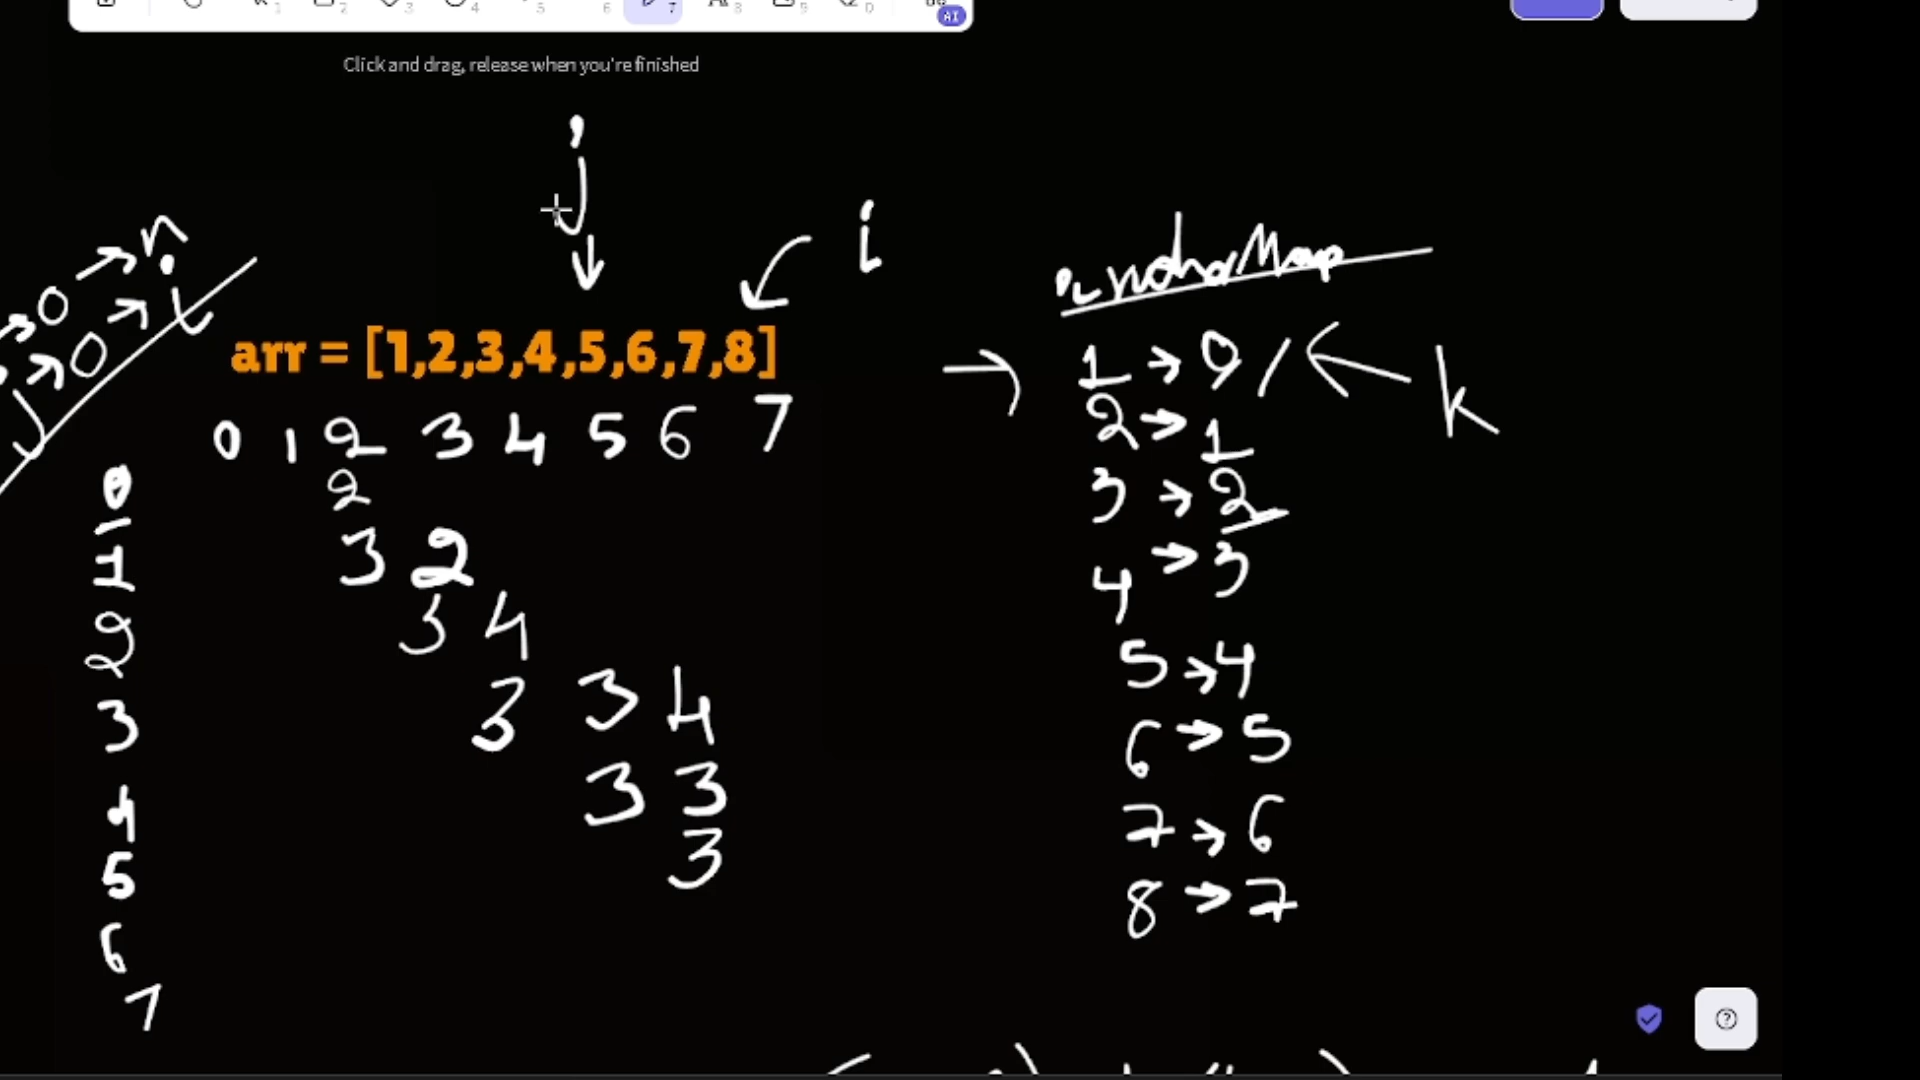 AI
Click and drag, release when you're finished
j
i
→ 0 → n
j → 0 → i
arr = [1,2,3,4,5,6,7,8]
0 1 2 3 4 5 6 7
2
3 2
3 4
3 3 4
3 3
3
0
1
2
3
4
5
6
7
→
1 → 0
2 → 1
3 → 2
4 → 3
5 → 4
6 → 5
7 → 6
8 → 7
k